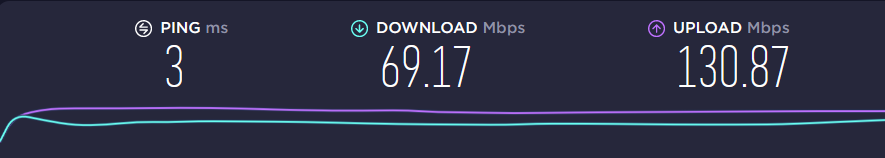 PING ms DOWNLOAD Mbps UPLOAD Mbps
3 69.17 130.87